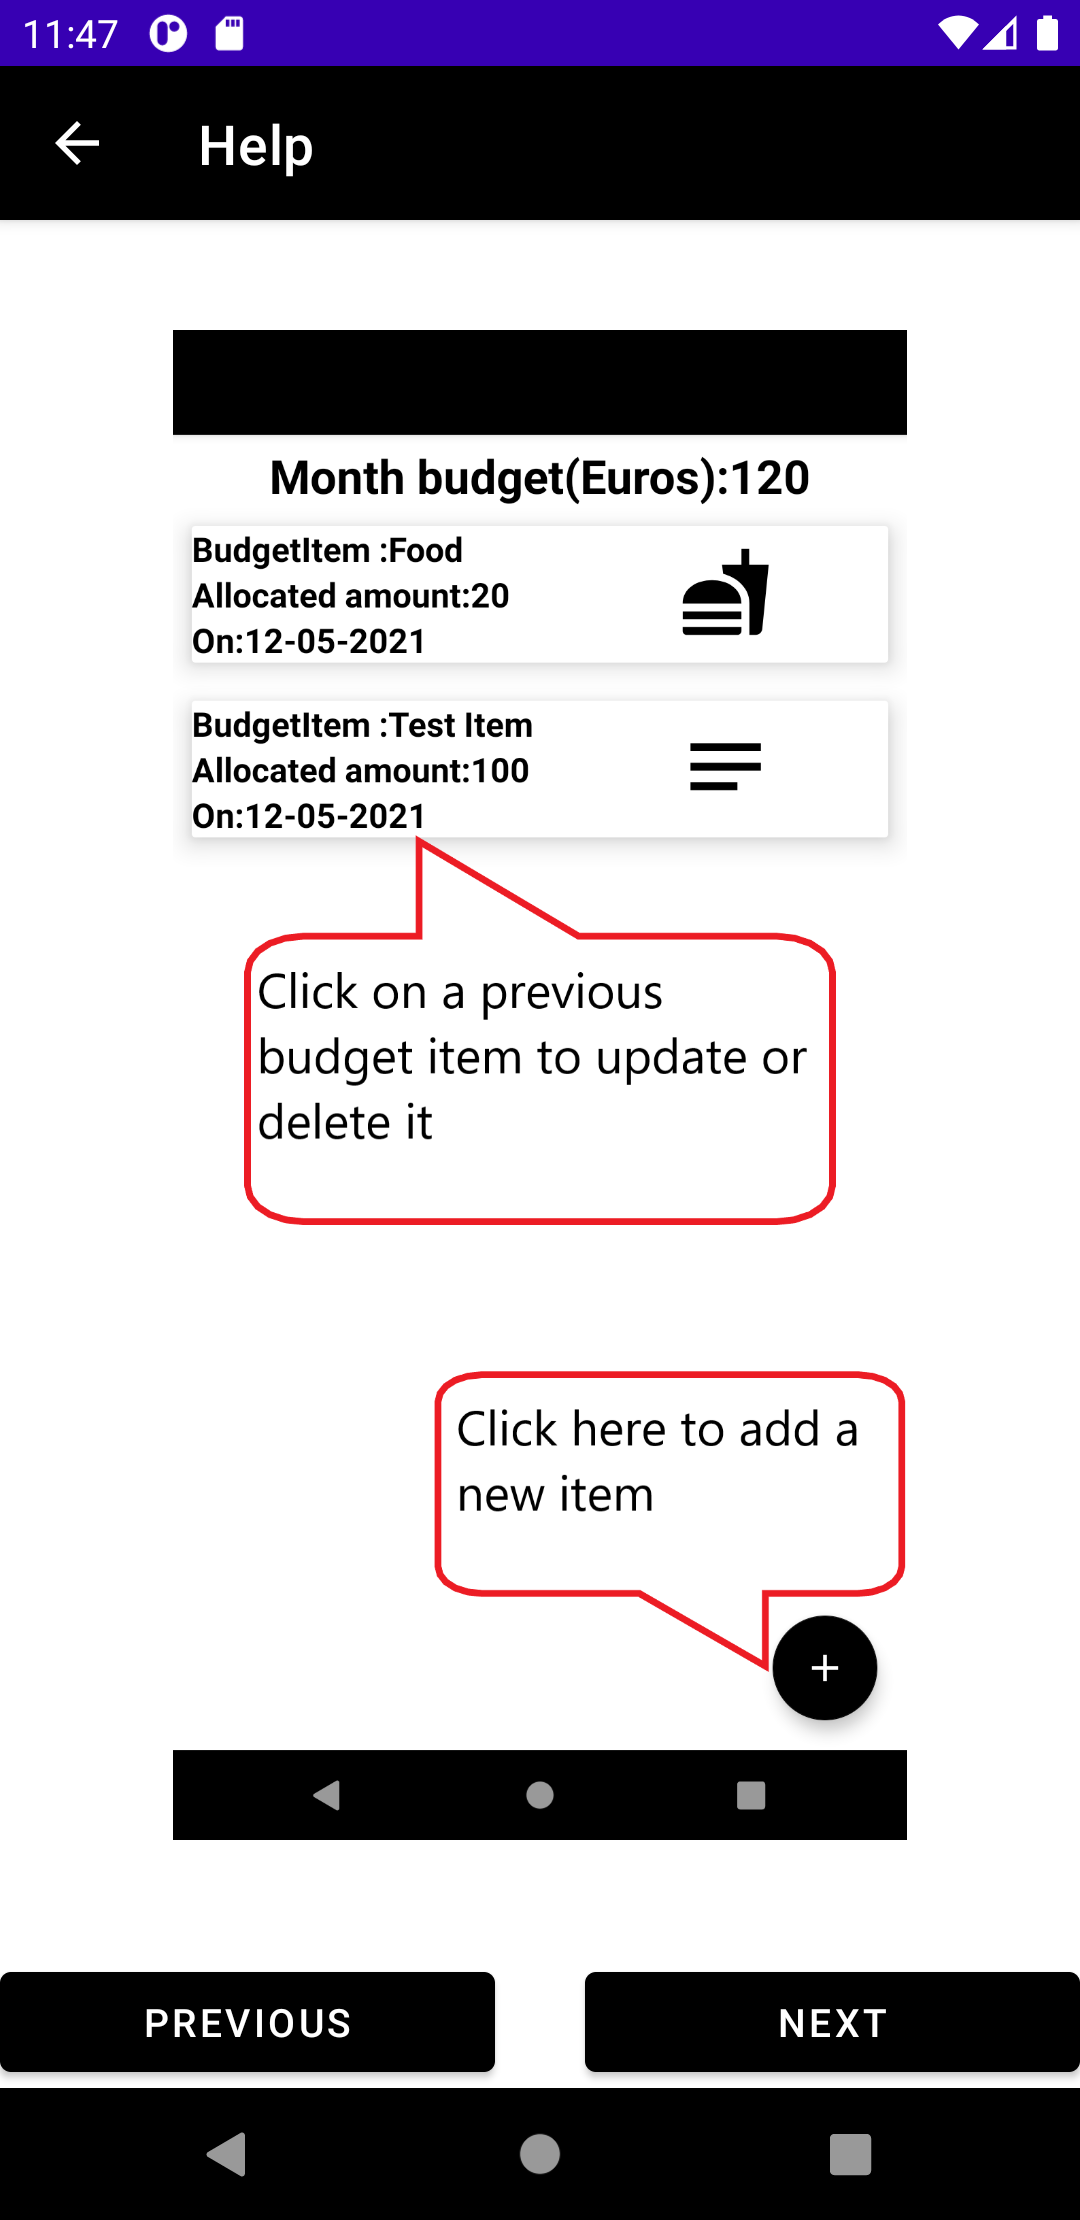 11:47
Help
Month budget(Euros):120
BudgetItem :Food
Allocated amount:20
On:12-05-2021
BudgetItem :Test Item
Allocated amount:100
On:12-05-2021
Click on a previous
budget item to update or
delete it
Click here to add a
new item
PREVIOUS
NEXT